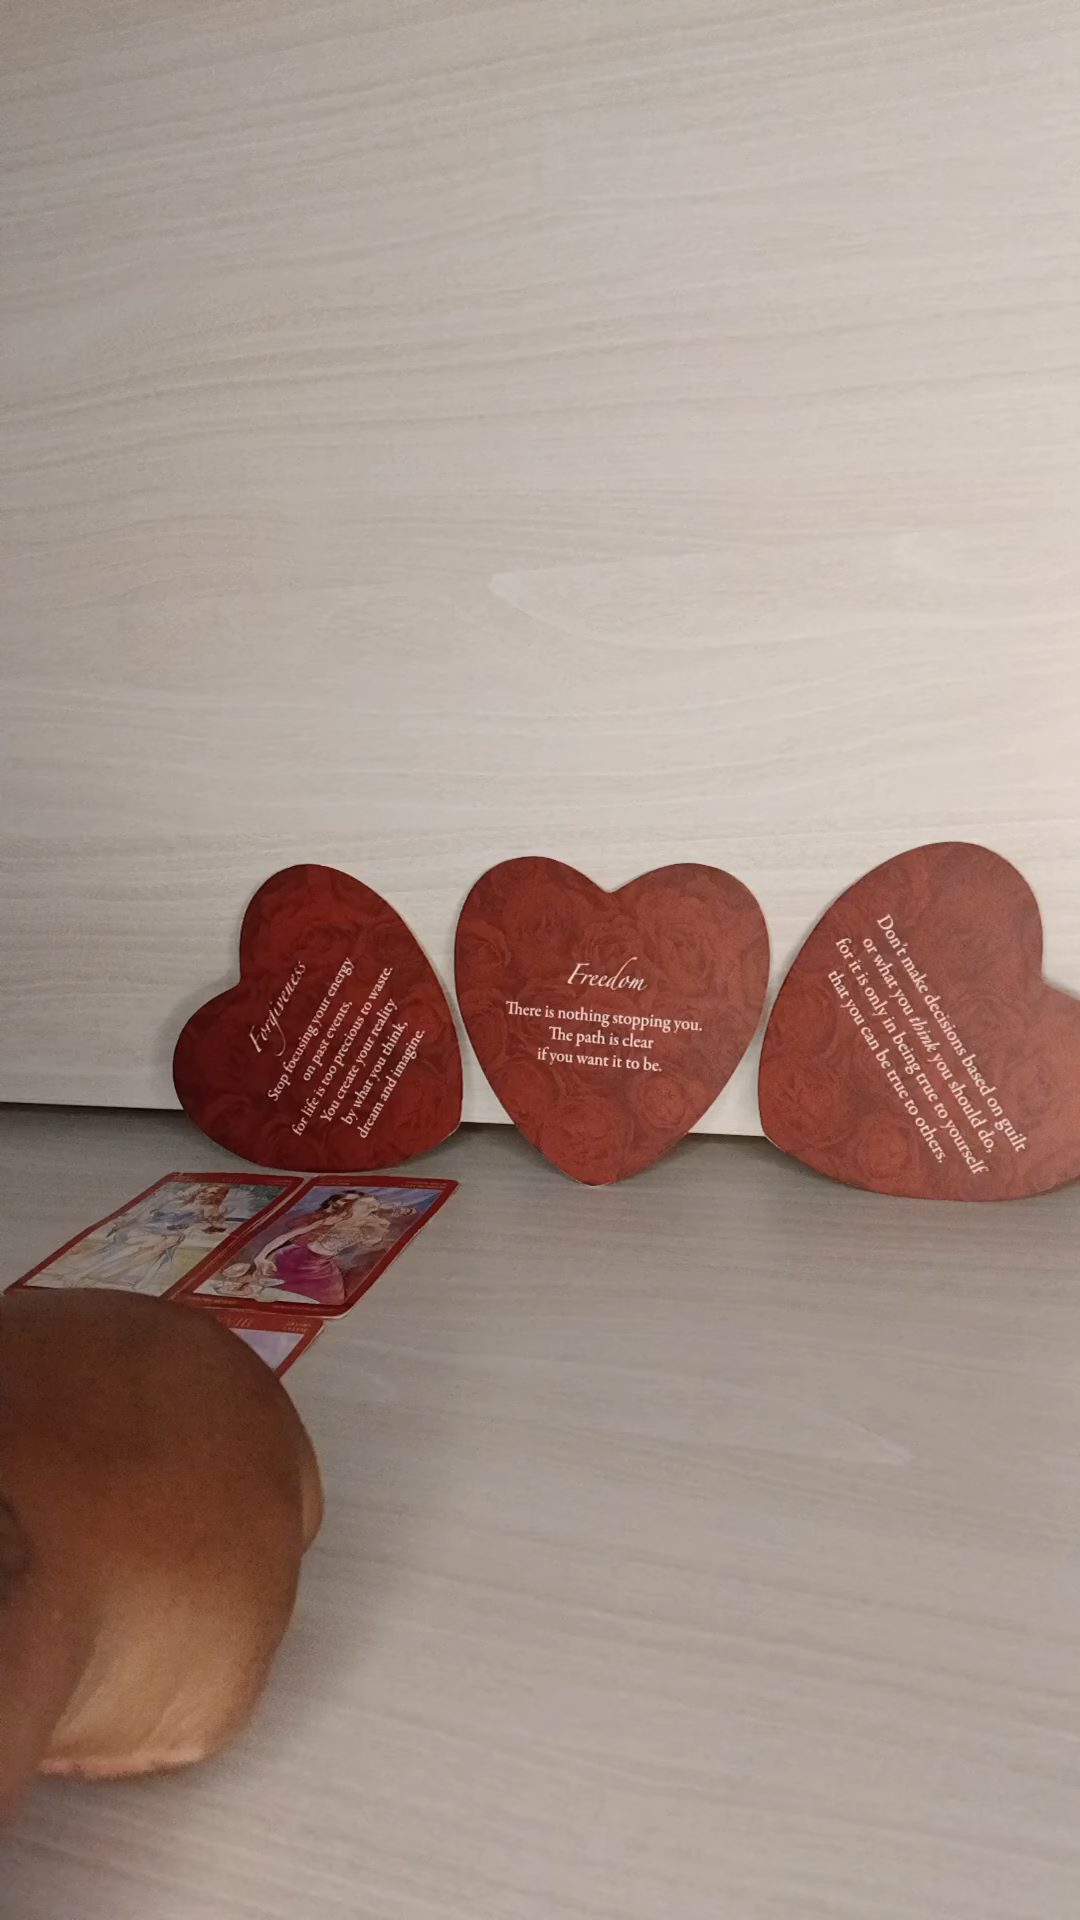 Forgiveness
Stop focusing your energy
on past events,
for life is too precious to waste.
You create your reality
by what you think,
dream and imagine.
Freedom
There is nothing stopping you.
The path is clear
if you want it to be.
Don't make decisions based on guilt
or what you think you should do,
for it is only in being true to yourself
that you can be true to others.